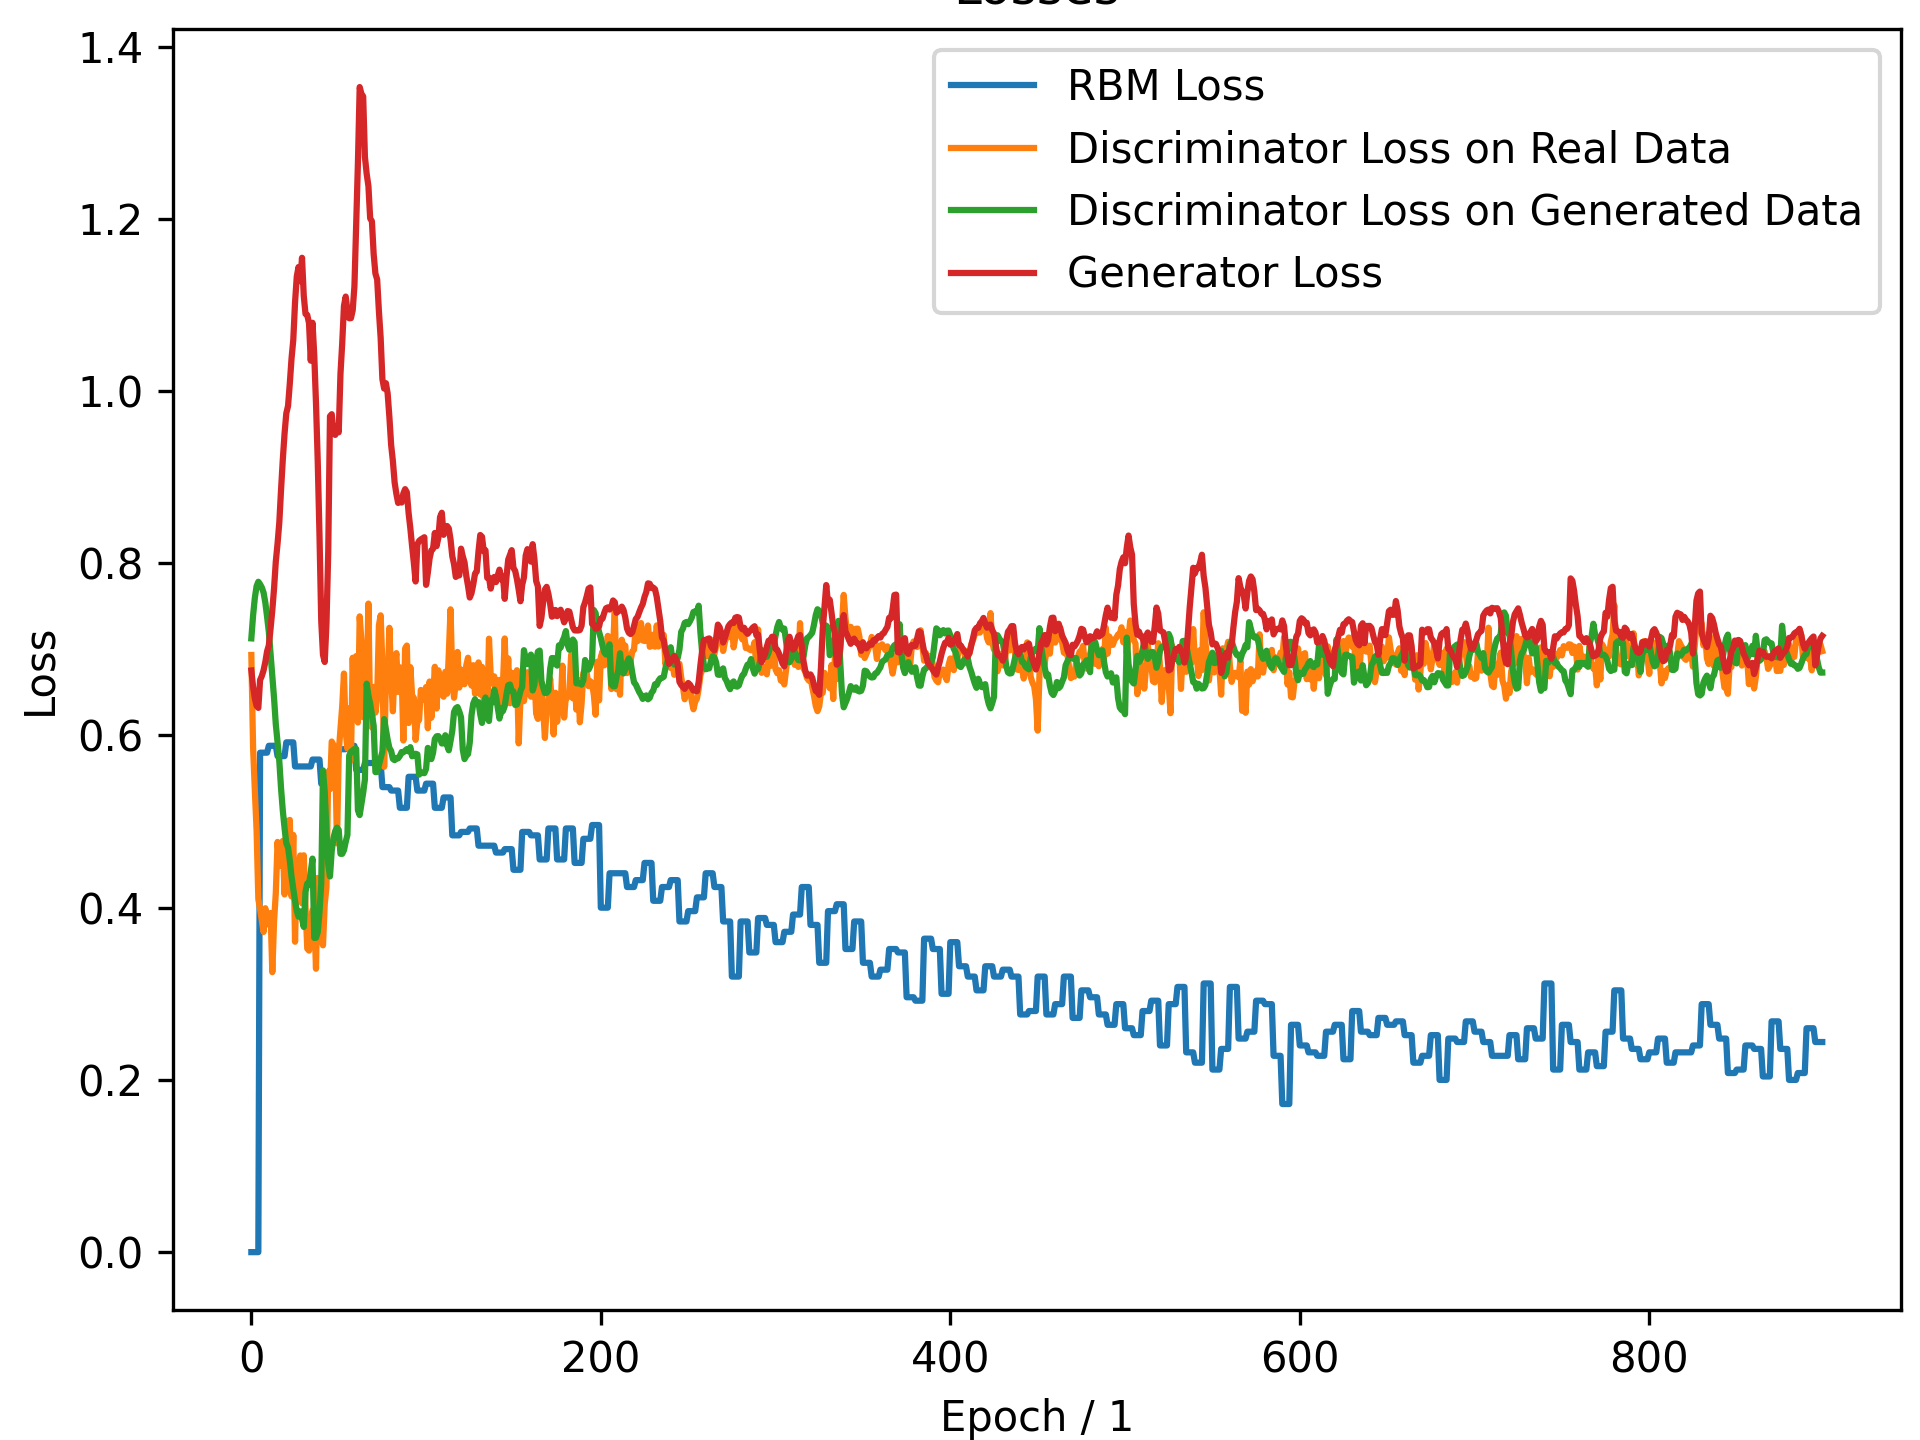 Losses
1.4
1.2
1.0
0.8
0.6
0.4
0.2
0.0
Loss
RBM Loss
Discriminator Loss on Real Data
Discriminator Loss on Generated Data
Generator Loss
0 200 400 600 800
Epoch / 1